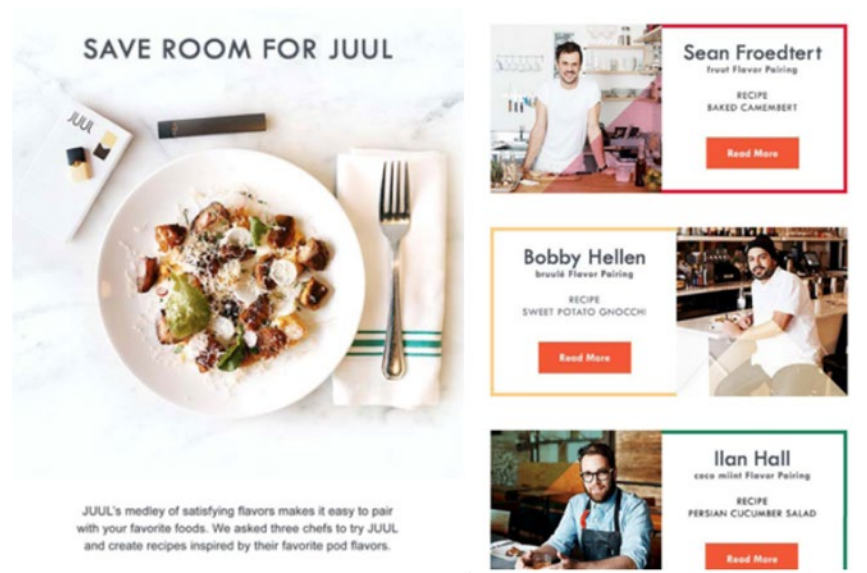 SAVE ROOM FOR JUUL
JUUL
JUUL's medley of satisfying flavors makes it easy to pair
with your favorite foods. We asked three chefs to try JUUL
and create recipes inspired by their favorite pod flavors.
Sean Froedtert
fruut Flavor Pairing
RECIPE
BAKED CAMEMBERT
Read More
Bobby Hellen
bruulé Flavor Pairing
RECIPE
SWEET POTATO GNOCCHI
Read More
Ilan Hall
coco miint Flavor Pairing
RECIPE
PERSIAN CUCUMBER SALAD
Read More